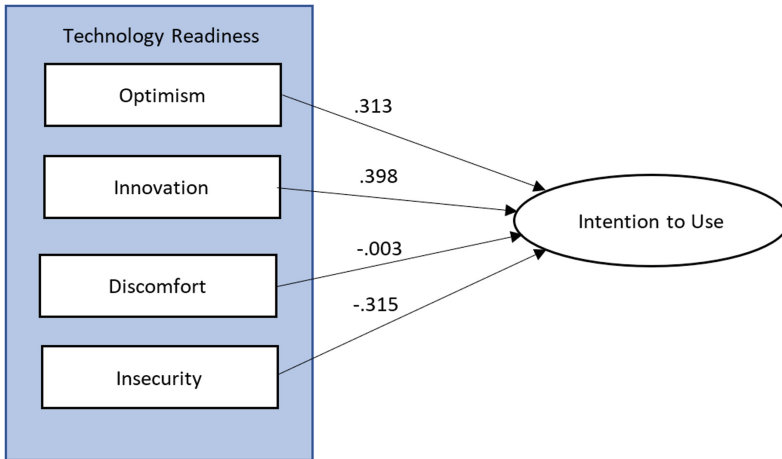 Technology Readiness
Optimism
.313
Innovation
.398
Intention to Use
Discomfort
-.003
Insecurity
-.315